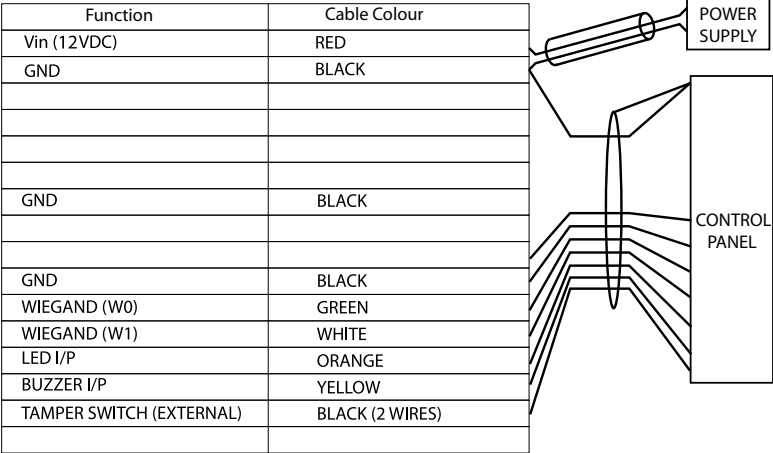 Function Cable Colour
Vin (12VDC) RED
GND BLACK
GND BLACK
GND BLACK
WIEGAND (W0) GREEN
WIEGAND (W1) WHITE
LED I/P ORANGE
BUZZER I/P YELLOW
TAMPER SWITCH (EXTERNAL) BLACK (2 WIRES)
POWER
SUPPLY
CONTROL
PANEL